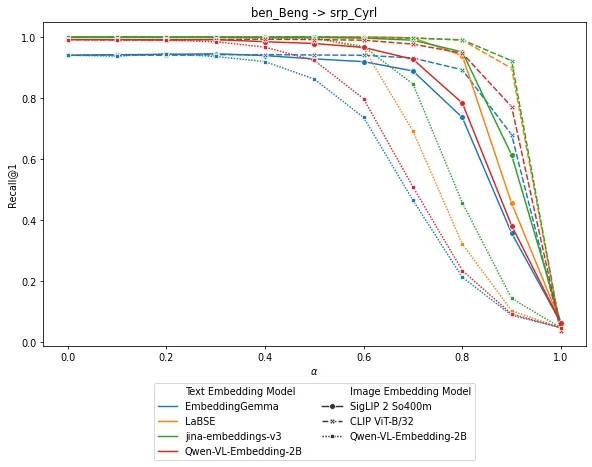 ben_Beng -> srp_Cyrl
Recall@1
1.0
0.8
0.6
0.4
0.2
0.0
0.0 0.2 0.4 0.6 0.8 1.0
α
Text Embedding Model Image Embedding Model
EmbeddingGemma SigLIP 2 So400m
LaBSE CLIP ViT-B/32
jina-embeddings-v3 Qwen-VL-Embedding-2B
Qwen-VL-Embedding-2B